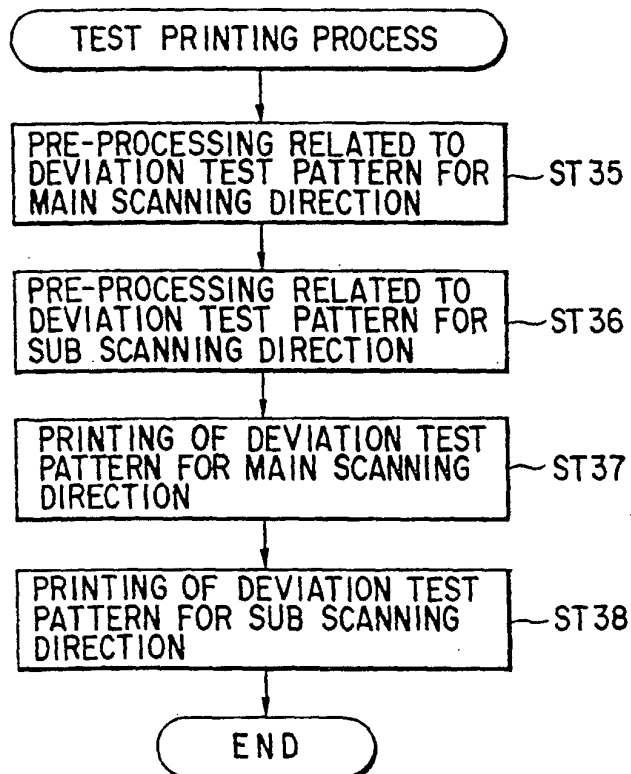 TEST PRINTING PROCESS
PRE-PROCESSING RELATED TO
DEVIATION TEST PATTERN FOR
MAIN SCANNING DIRECTION
ST35
PRE-PROCESSING RELATED TO
DEVIATION TEST PATTERN FOR
SUB SCANNING DIRECTION
ST36
PRINTING OF DEVIATION TEST
PATTERN FOR MAIN SCANNING
DIRECTION
ST37
PRINTING OF DEVIATION TEST
PATTERN FOR SUB SCANNING
DIRECTION
ST38
END